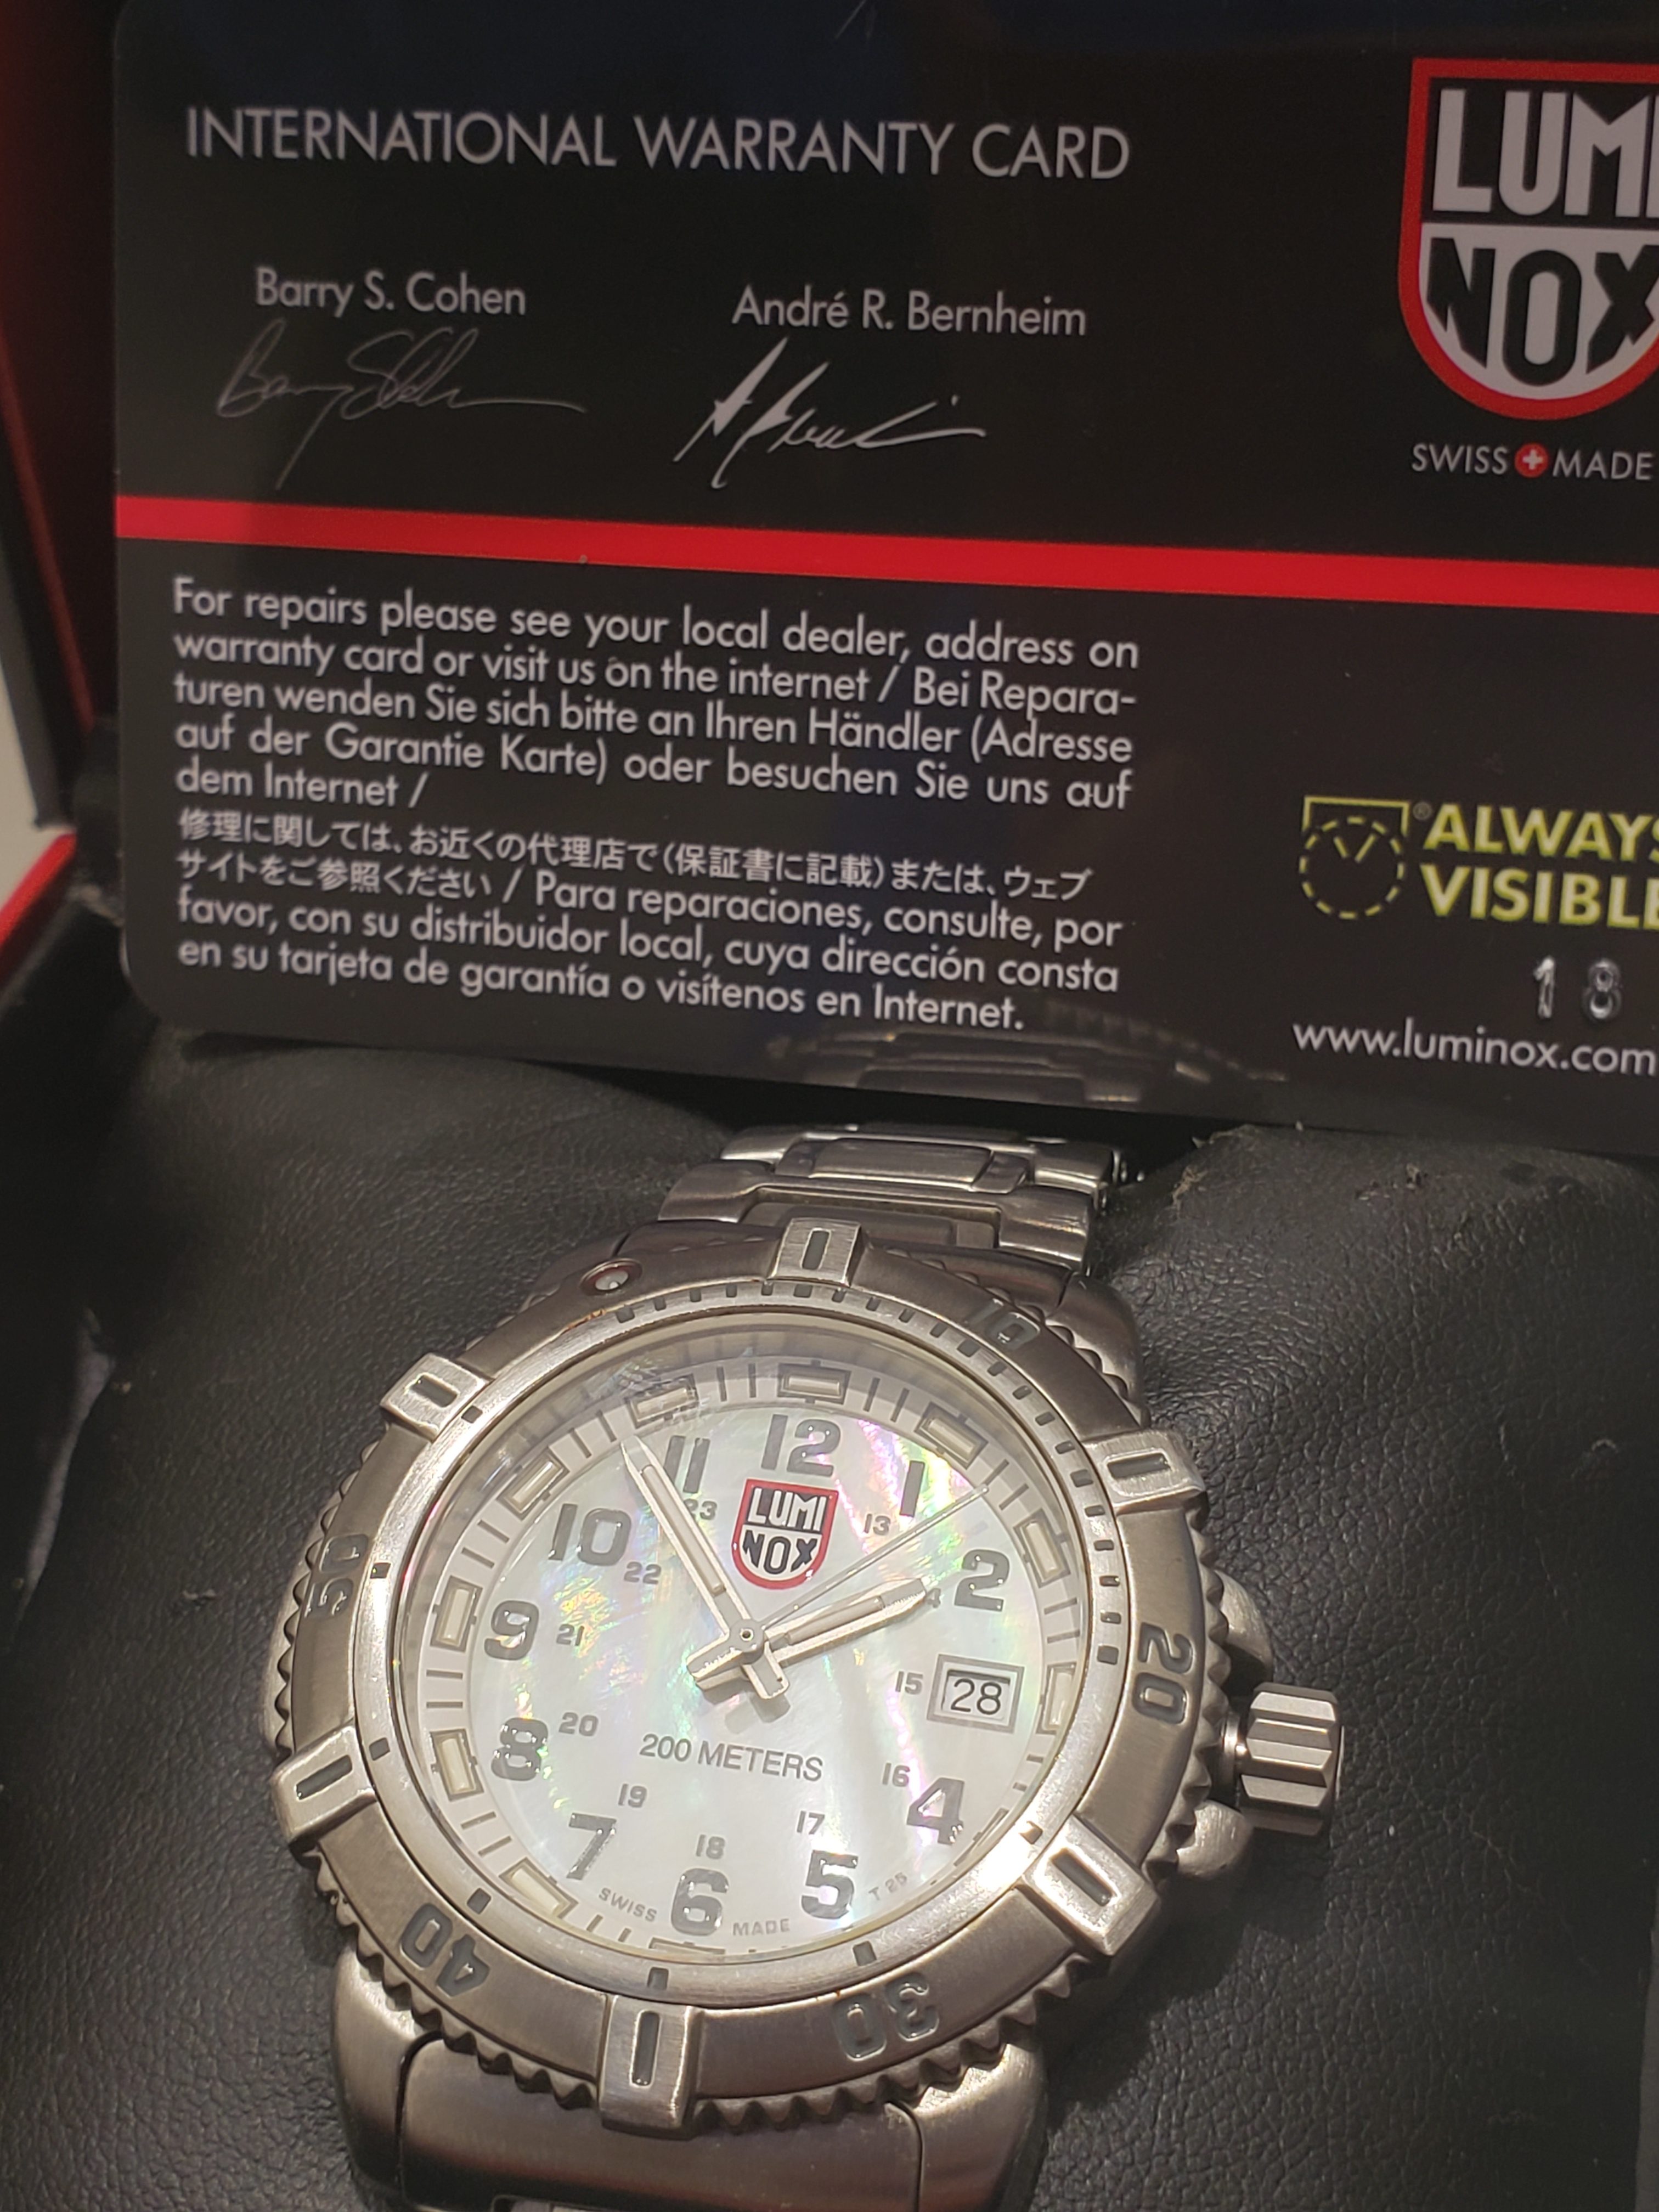 INTERNATIONAL WARRANTY CARD
LUMI
NOX
SWISS MADE
Barry S. Cohen
André R. Bernheim
For repairs please see your local dealer, address on
warranty card or visit us on the internet / Bei Repara-
turen wenden Sie sich bitte an Ihren Händler (Adresse
auf der Garantie Karte) oder besuchen Sie uns auf
dem Internet /
修理に関しては、お近くの代理店で(保証書に記載)または、ウェブ
サイトをご参照ください / Para reparaciones, consulte, por
favor, con su distribuidor local, cuya dirección consta
en su tarjeta de garantía o visítenos en Internet.
® ALWAYS
VISIBLE
18
www.luminox.com
10
20
30
40
50
12
11
1
10
2
9
8
4
7
5
6
23
13
22
21
15
20
16
19
17
18
LUMI
NOX
28
200 METERS
SWISS MADE T 25